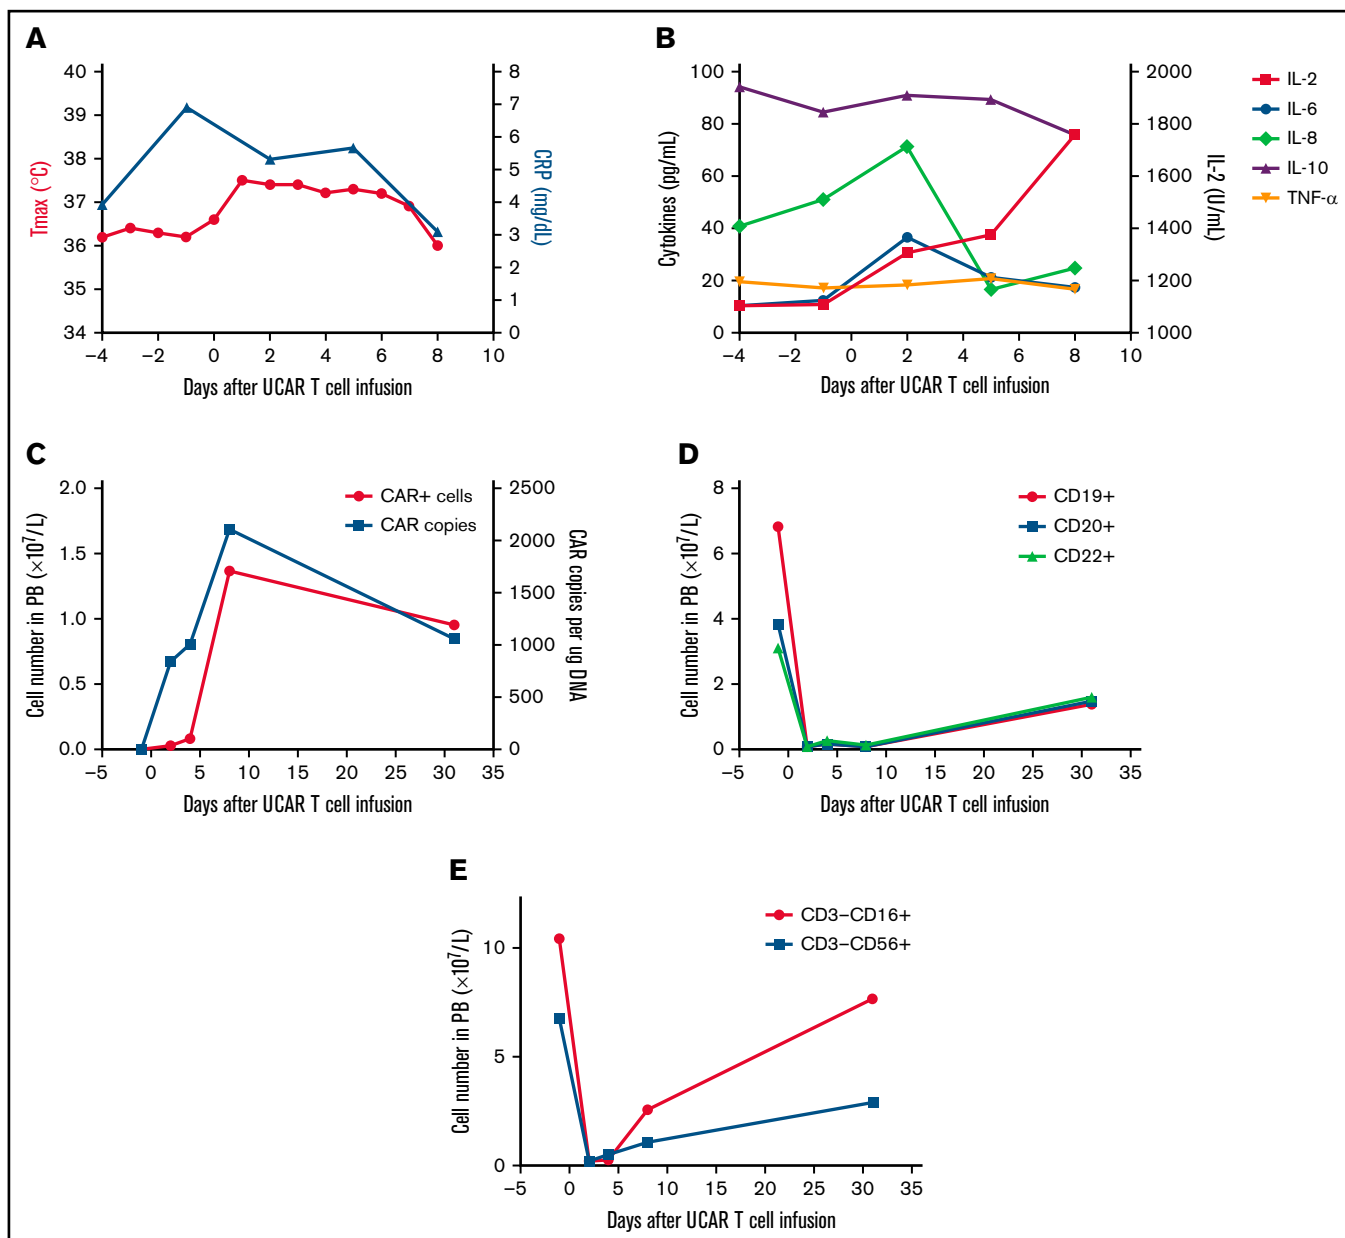 A
40
39
38
37
36
35
34
Tmax (°C)
8
7
6
5
4
3
2
1
0
CRP (mg/dL)
−4 −2 0 2 4 6 8 10
Days after UCAR T cell infusion
B
100
80
60
40
20
0
Cytokines (pg/mL)
2000
1800
1600
1400
1200
1000
IL-2 (U/mL)
−4 −2 0 2 4 6 8 10
Days after UCAR T cell infusion
IL-2
IL-6
IL-8
IL-10
TNF-α
C
2.0
1.5
1.0
0.5
0.0
Cell number in PB (×10⁷/L)
CAR+ cells
CAR copies
2500
2000
1500
1000
500
0
CAR copies per ug DNA
−5 0 5 10 15 20 25 30 35
Days after UCAR T cell infusion
D
8
6
4
2
0
Cell number in PB (×10⁷/L)
CD19+
CD20+
CD22+
−5 0 5 10 15 20 25 30 35
Days after UCAR T cell infusion
E
10
5
0
Cell number in PB (×10⁷/L)
CD3−CD16+
CD3−CD56+
−5 0 5 10 15 20 25 30 35
Days after UCAR T cell infusion